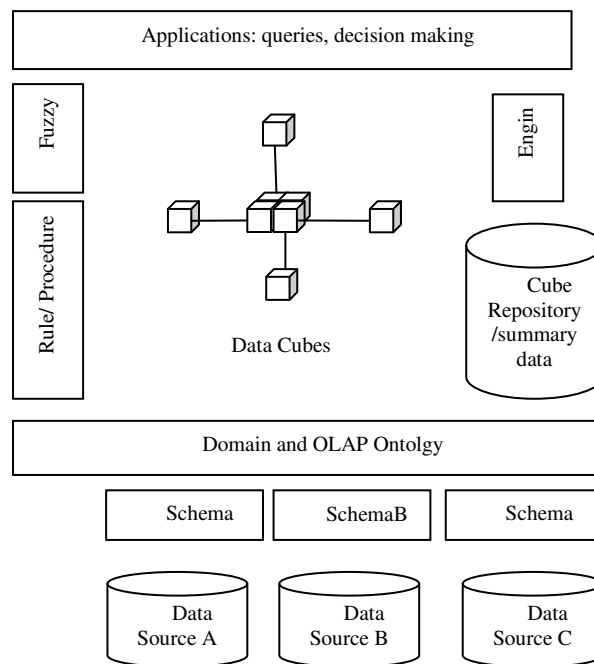 Applications: queries, decision making
Fuzzy
Engin
Rule/ Procedure
Cube
Repository
/summary
data
Data Cubes
Domain and OLAP Ontolgy
Schema
SchemaB
Schema
Data
Source A
Data
Source B
Data
Source C